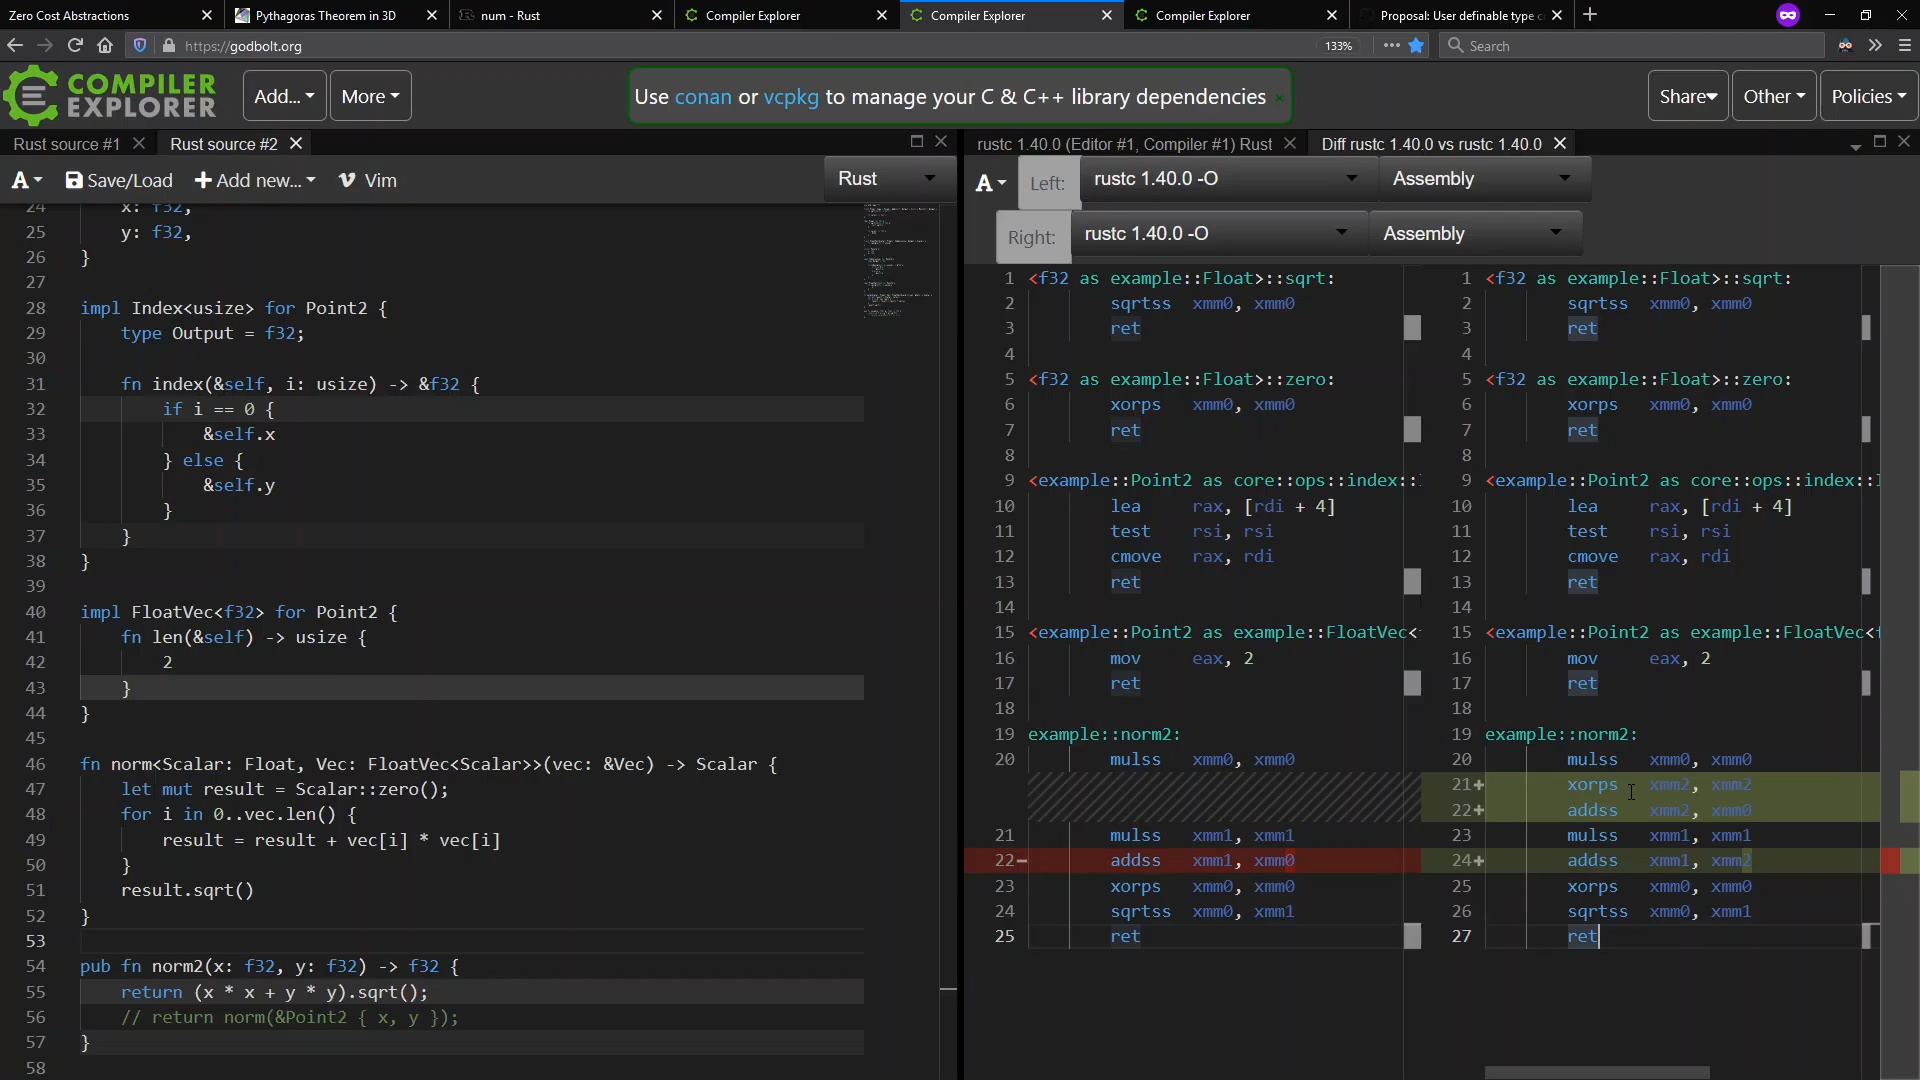 Zero Cost Abstractions
Pythagoras Theorem in 3D
num - Rust
Compiler Explorer
Compiler Explorer
Compiler Explorer
Proposal: User definable type c
https://godbolt.org
133%
Search
COMPILER
EXPLORER
Add...
More
Use conan or vcpkg to manage your C & C++ library dependencies
Share
Other
Policies
Rust source #1
Rust source #2
A
Save/Load
+ Add new...
Vim
Rust
24 x: f32,
25 y: f32,
26 }
27
28 impl Index<usize> for Point2 {
29 type Output = f32;
30
31 fn index(&self, i: usize) -> &f32 {
32 if i == 0 {
33 &self.x
34 } else {
35 &self.y
36 }
37 }
38 }
39
40 impl FloatVec<f32> for Point2 {
41 fn len(&self) -> usize {
42 2
43 }
44 }
45
46 fn norm<Scalar: Float, Vec: FloatVec<Scalar>>(vec: &Vec) -> Scalar {
47 let mut result = Scalar::zero();
48 for i in 0..vec.len() {
49 result = result + vec[i] * vec[i]
50 }
51 result.sqrt()
52 }
53
54 pub fn norm2(x: f32, y: f32) -> f32 {
55 return (x * x + y * y).sqrt();
56 // return norm(&Point2 { x, y });
57 }
58
rustc 1.40.0 (Editor #1, Compiler #1) Rust
Diff rustc 1.40.0 vs rustc 1.40.0
A
Left:
rustc 1.40.0 -O
Assembly
Right:
rustc 1.40.0 -O
Assembly
1 <f32 as example::Float>::sqrt:
2 sqrtss xmm0, xmm0
3 ret
4
5 <f32 as example::Float>::zero:
6 xorps xmm0, xmm0
7 ret
8
9 <example::Point2 as core::ops::index::
10 lea rax, [rdi + 4]
11 test rsi, rsi
12 cmove rax, rdi
13 ret
14
15 <example::Point2 as example::FloatVec<
16 mov eax, 2
17 ret
18
19 example::norm2:
20 mulss xmm0, xmm0
21 mulss xmm1, xmm1
22- addss xmm1, xmm0
23 xorps xmm0, xmm0
24 sqrtss xmm0, xmm1
25 ret
1 <f32 as example::Float>::sqrt:
2 sqrtss xmm0, xmm0
3 ret
4
5 <f32 as example::Float>::zero:
6 xorps xmm0, xmm0
7 ret
8
9 <example::Point2 as core::ops::index::I
10 lea rax, [rdi + 4]
11 test rsi, rsi
12 cmove rax, rdi
13 ret
14
15 <example::Point2 as example::FloatVec<f
16 mov eax, 2
17 ret
18
19 example::norm2:
20 mulss xmm0, xmm0
21+ xorps xmm2, xmm2
22+ addss xmm2, xmm0
23 mulss xmm1, xmm1
24+ addss xmm1, xmm2
25 xorps xmm0, xmm0
26 sqrtss xmm0, xmm1
27 ret